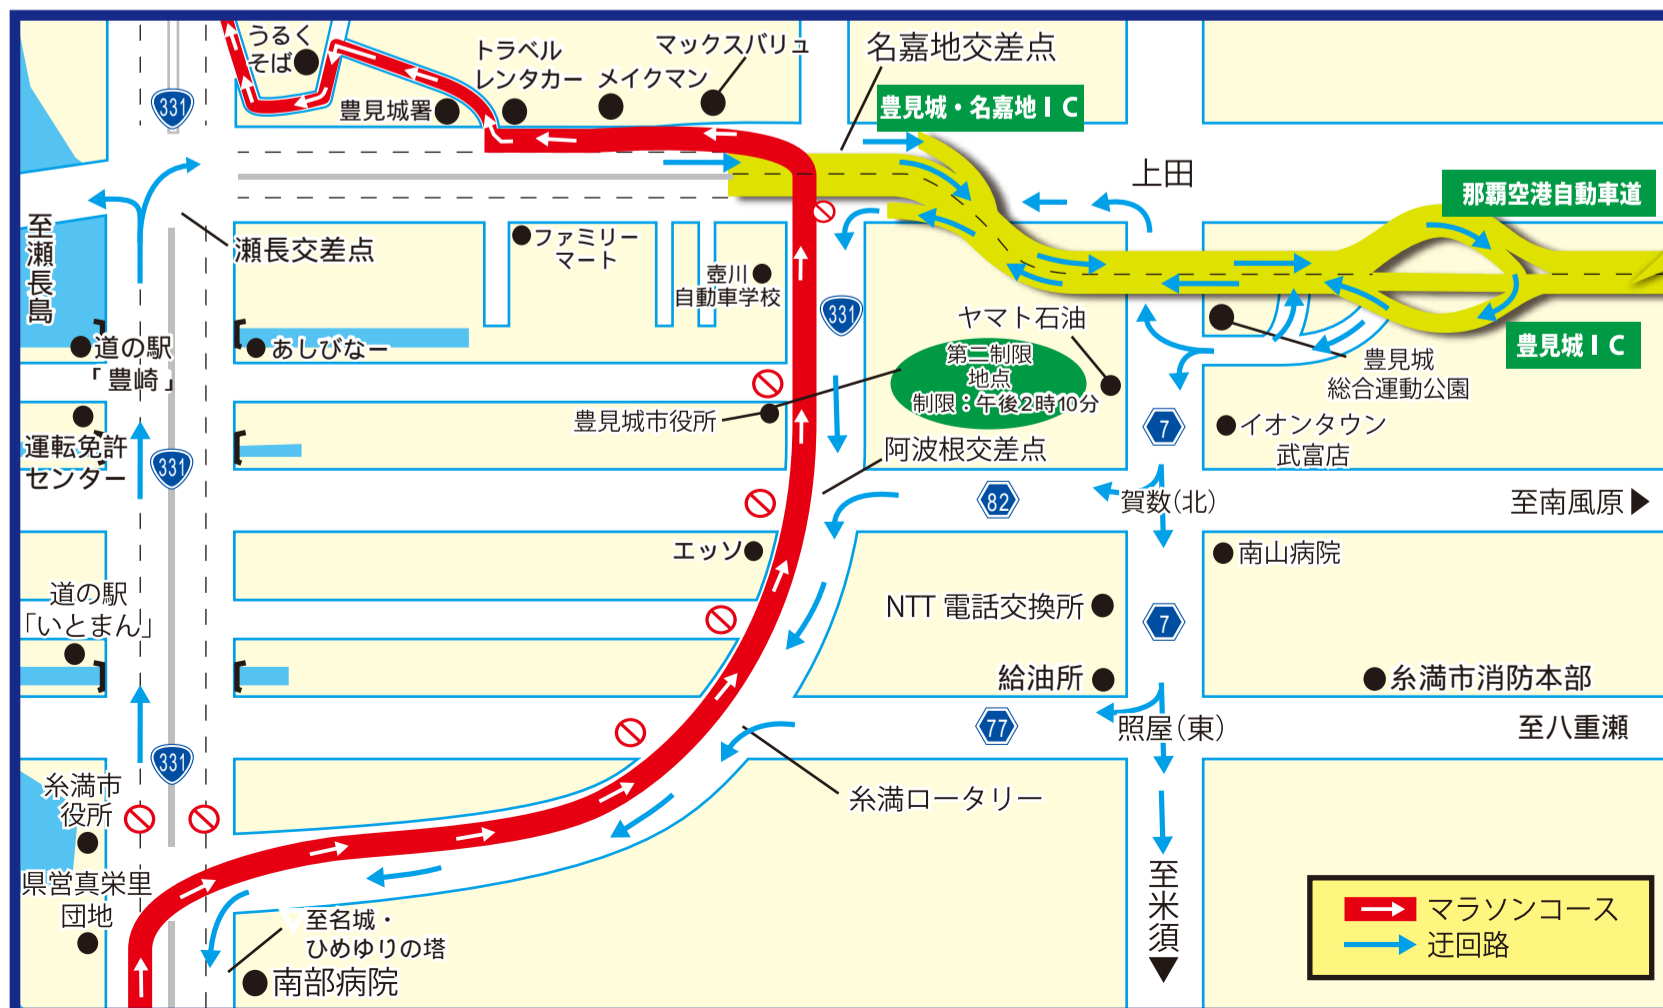 うるく
そば
トラベル
レンタカー
メイクマン
マックスバリュ
豊見城署
名嘉地交差点
豊見城・名嘉地IC
331
上田
那覇空港自動車道
至瀬長島
瀬長交差点
ファミリー
マート
壺川
自動車学校
331
ヤマト石油
豊見城IC
第二制限
地点
制限：午後2時10分
豊見城
総合運動公園
道の駅
「豊崎」
あしびなー
豊見城市役所
7
イオンタウン
武富店
運転免許
センター
331
阿波根交差点
82
賀数(北)
至南風原▶
エッソ
南山病院
道の駅
「いとまん」
NTT 電話交換所
7
給油所
糸満市消防本部
77
照屋(東)
至八重瀬
331
糸満市
役所
糸満ロータリー
県営真栄里
団地
至名城・
ひめゆりの塔
南部病院
至米須▼
マラソンコース
迂回路